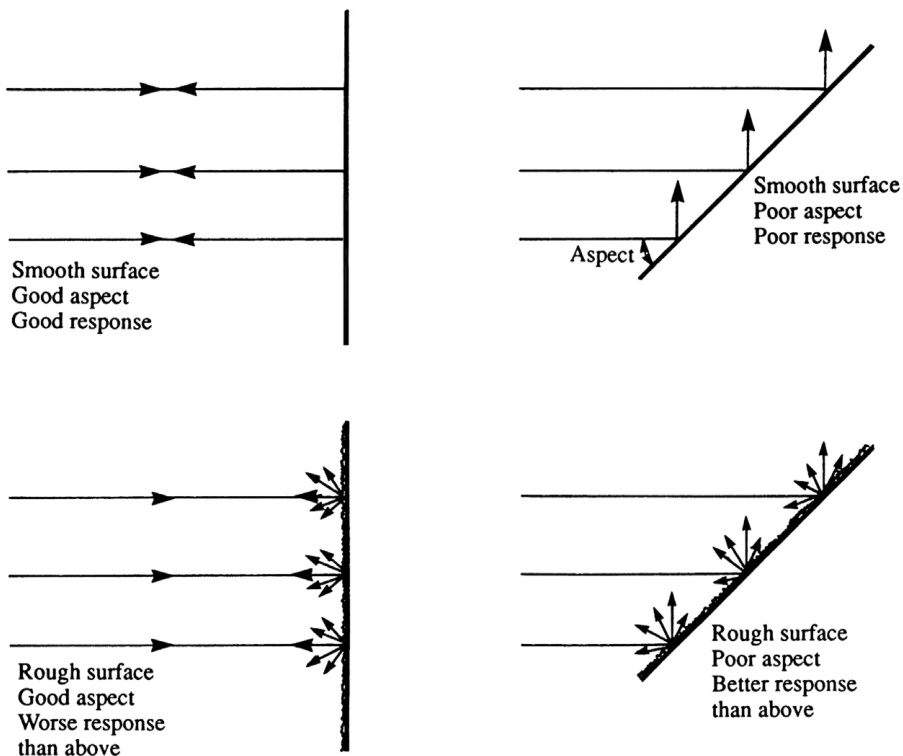 Smooth surface
Good aspect
Good response
Smooth surface
Poor aspect
Poor response
Aspect
Rough surface
Good aspect
Worse response
than above
Rough surface
Poor aspect
Better response
than above